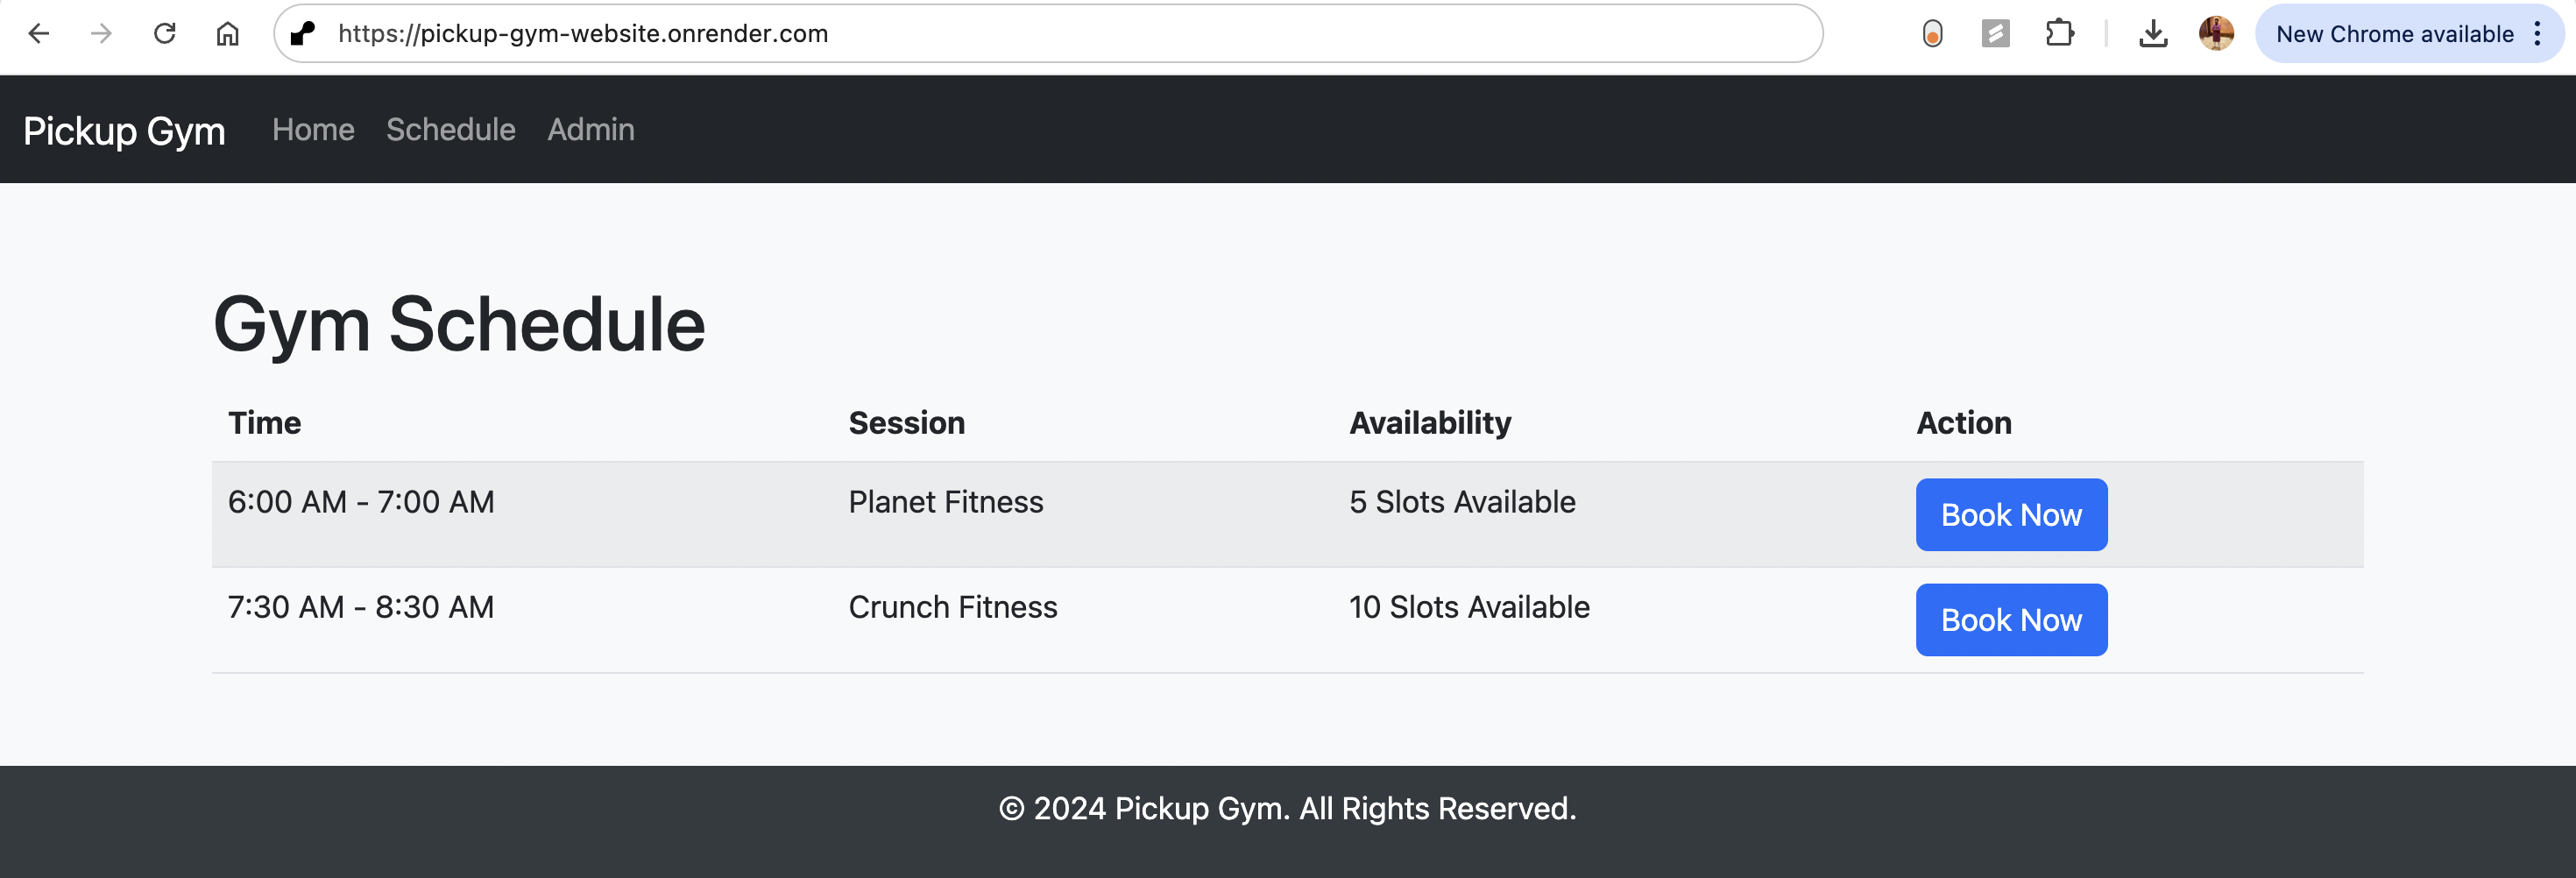 https://pickup-gym-website.onrender.com New Chrome available
Pickup Gym Home Schedule Admin
Gym Schedule
Time Session Availability Action
6:00 AM - 7:00 AM Planet Fitness 5 Slots Available Book Now
7:30 AM - 8:30 AM Crunch Fitness 10 Slots Available Book Now
© 2024 Pickup Gym. All Rights Reserved.